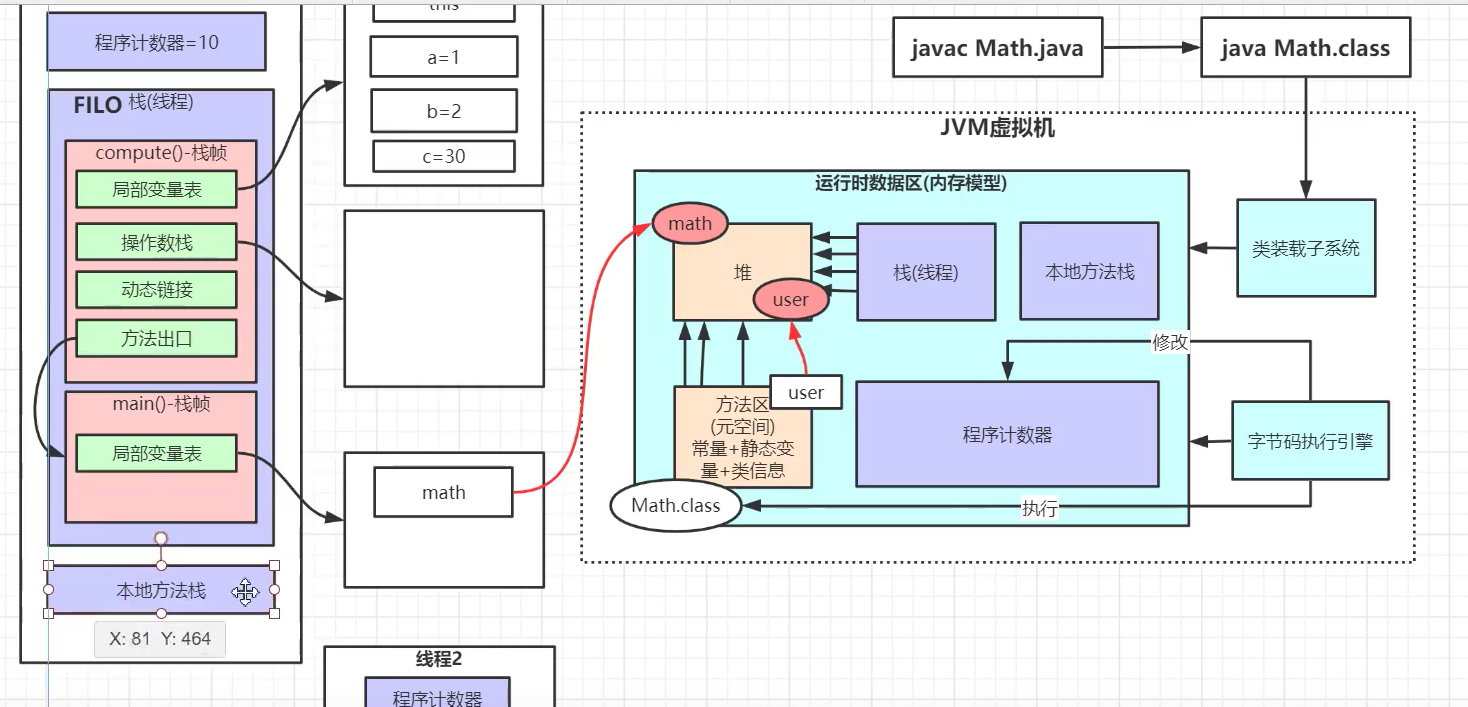 程序计数器=10
FILO 栈(线程)
compute()-栈帧
局部变量表
操作数栈
动态链接
方法出口
main()-栈帧
局部变量表
本地方法栈
X: 81 Y: 464
this
a=1
b=2
c=30
math
线程2
程序计数器
javac Math.java
java Math.class
JVM虚拟机
运行时数据区(内存模型)
math
堆
user
栈(线程)
本地方法栈
类装载子系统
修改
user
方法区
(元空间)
常量+静态变
量+类信息
程序计数器
字节码执行引擎
Math.class
执行